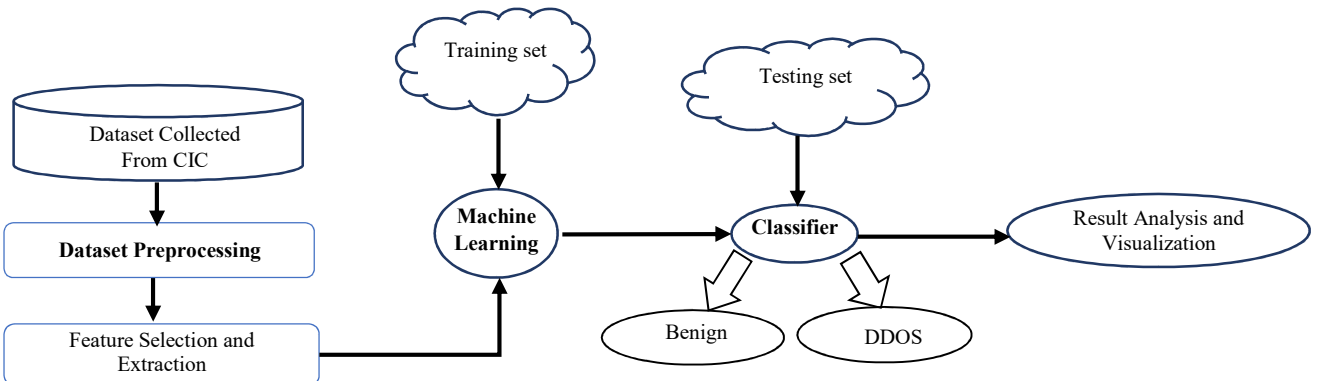 Training set
Testing set
Dataset Collected
From CIC
Machine
Learning
Classifier
Result Analysis and
Visualization
Dataset Preprocessing
Benign
DDOS
Feature Selection and
Extraction